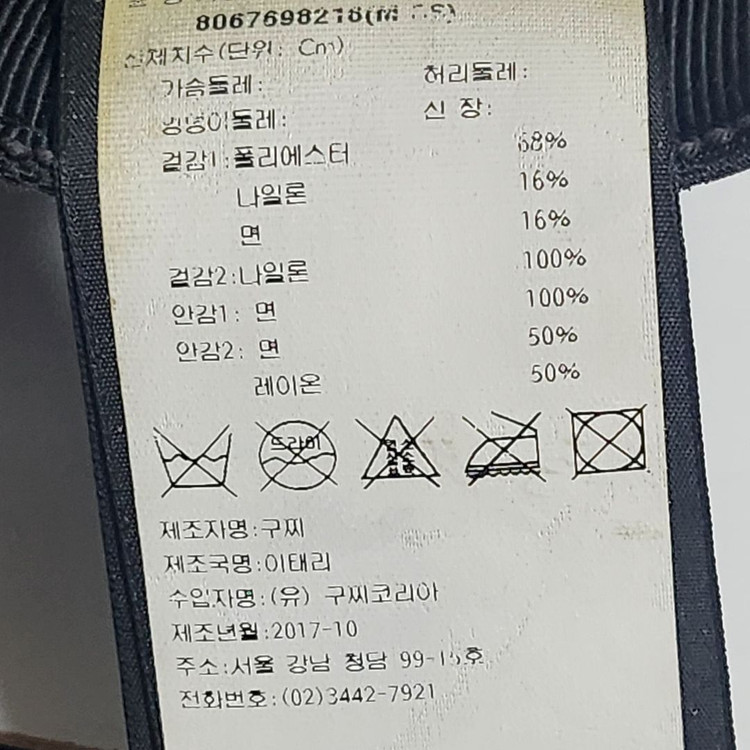 8067698218(M
신체치수(단위: Cm)
가슴둘레: 허리둘레:
엉덩이둘레: 신 장:
겉감1:폴리에스터 68%
나일론 16%
면 16%
겉감2:나일론 100%
안감1: 면 100%
안감2: 면 50%
레이온 50%
드라이
제조자명:구찌
제조국명:이태리
수입자명:(유) 구찌코리아
제조년월:2017-10
주소:서울 강남 청담
전화번호:(02)3442-7921